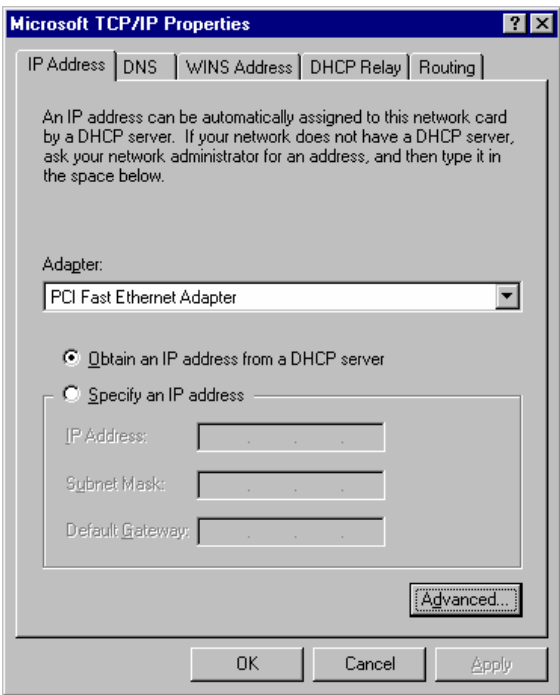 Microsoft TCP/IP Properties
IP Address DNS WINS Address DHCP Relay Routing
An IP address can be automatically assigned to this network card
by a DHCP server. If your network does not have a DHCP server,
ask your network administrator for an address, and then type it in
the space below.
Adapter:
PCI Fast Ethernet Adapter
Obtain an IP address from a DHCP server
Specify an IP address
IP Address:
Subnet Mask:
Default Gateway:
Advanced...
OK Cancel Apply